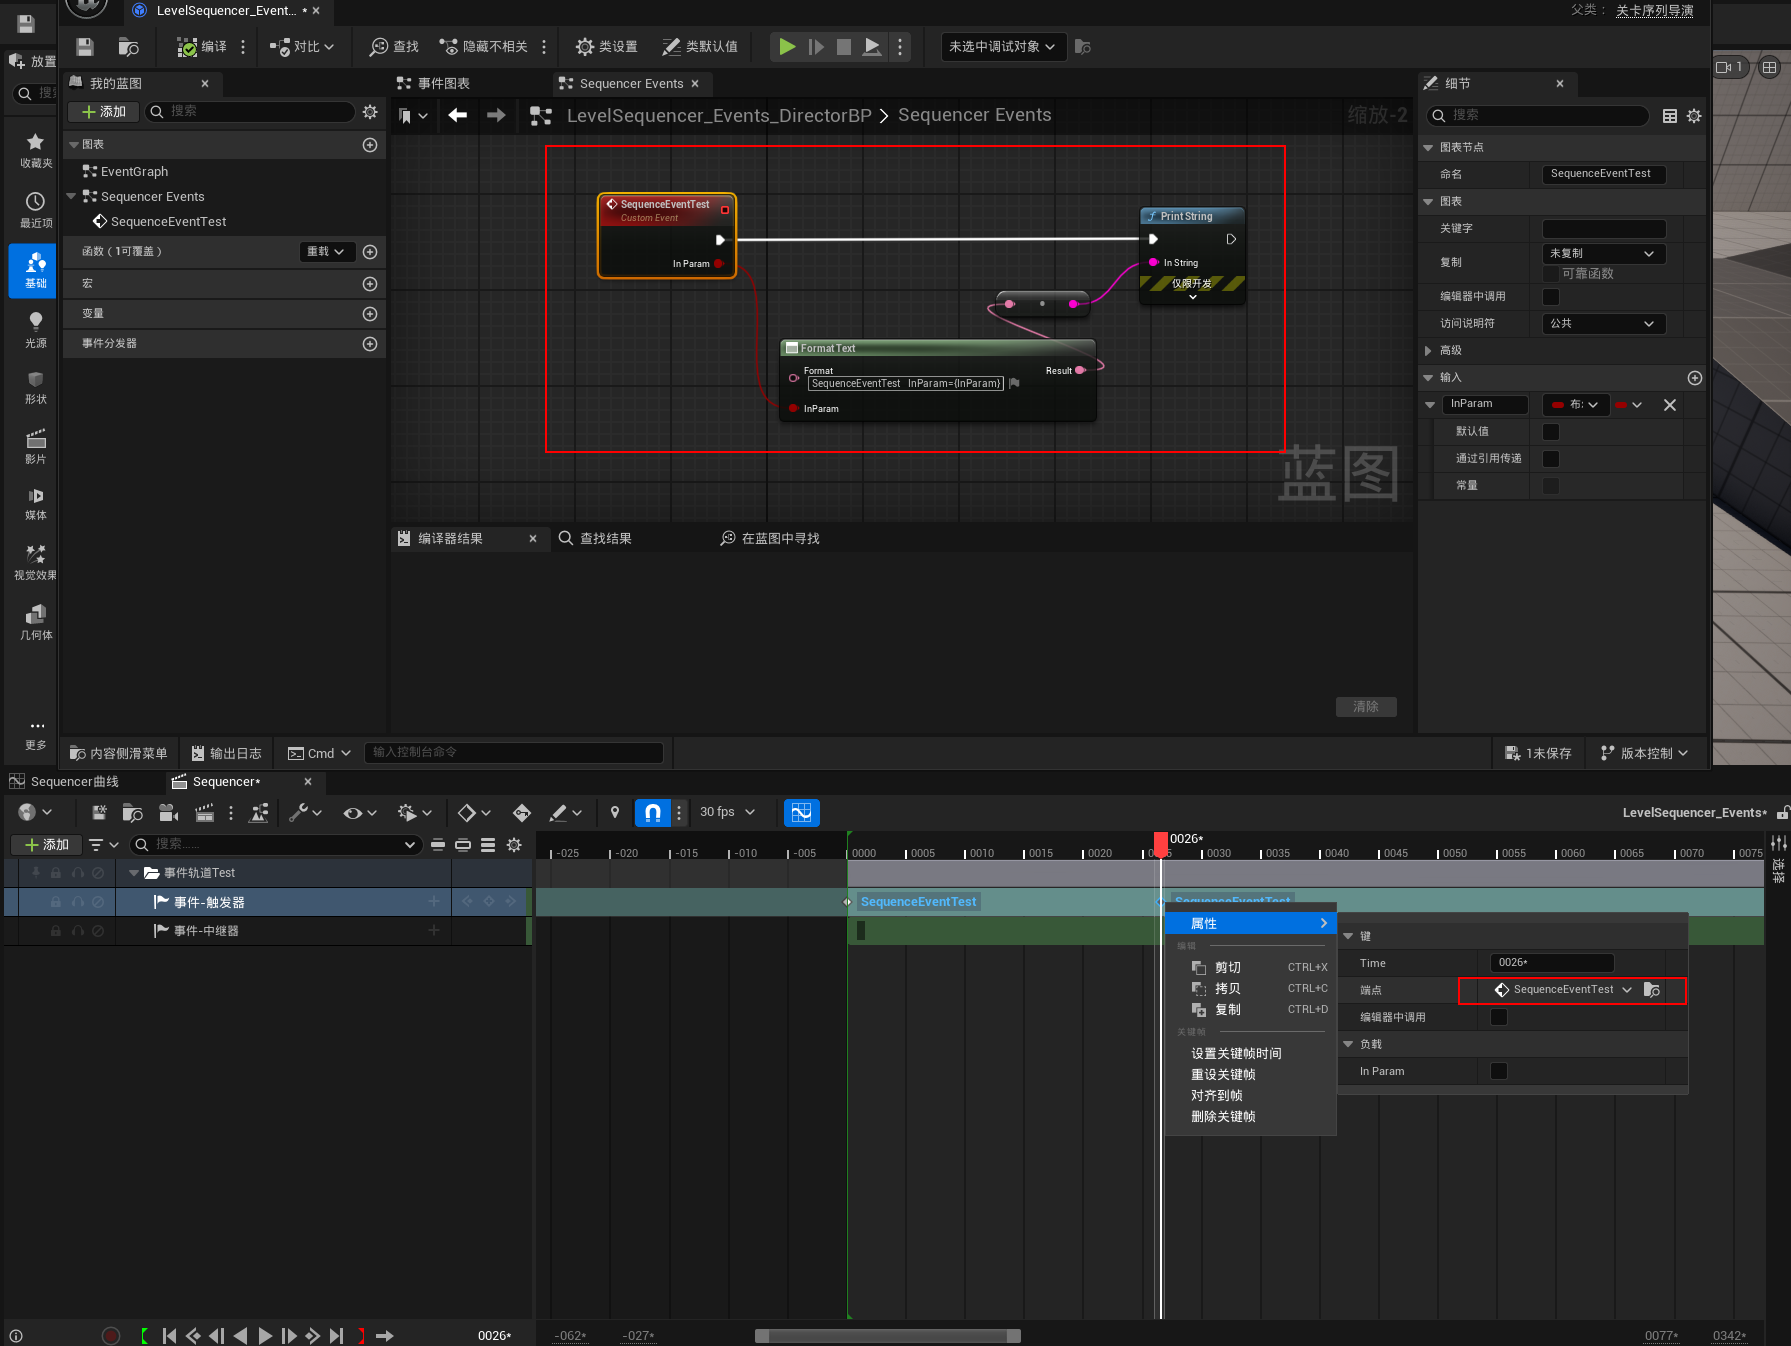 LevelSequencer_Event... *
父类： 关卡序列导演
编译
对比
查找
隐藏不相关
类设置
类默认值
未选中调试对象
放置
1
我的蓝图
事件图表
Sequencer Events
细节
添加
搜索
LevelSequencer_Events_DirectorBP
Sequencer Events
缩放-2
搜索
图表
EventGraph
Sequencer Events
SequenceEventTest
函数（1可覆盖）
重载
宏
变量
事件分发器
收藏夹
最近项
基础
光源
形状
影片
媒体
视觉效果
几何体
更多
SequenceEventTest
Custom Event
In Param
Print String
In String
仅限开发
Format Text
Format
SequenceEventTest InParam={InParam}
Result
InParam
蓝图
图表节点
命名
SequenceEventTest
图表
关键字
复制
未复制
可靠函数
编辑器中调用
访问说明符
公共
高级
输入
InParam
布:
默认值
通过引用传递
常量
编译器结果
查找结果
在蓝图中寻找
清除
内容侧滑菜单
输出日志
Cmd
输入控制台命令
1未保存
版本控制
Sequencer曲线
Sequencer*
30 fps
LevelSequencer_Events*
添加
搜索……
0026*
-025
-020
-015
-010
-005
0000
0005
0010
0015
0020
0030
0035
0040
0045
0050
0055
0060
0065
0070
0075
选择
事件轨道Test
事件-触发器
SequenceEventTest
SequenceEventTest
事件-中继器
属性
编辑
剪切 CTRL+X
拷贝 CTRL+C
复制 CTRL+D
关键帧
设置关键帧时间
重设关键帧
对齐到帧
删除关键帧
键
Time 0026*
端点 SequenceEventTest
编辑器中调用
负载
In Param
0026*
-062*
-027*
0077*
0342*